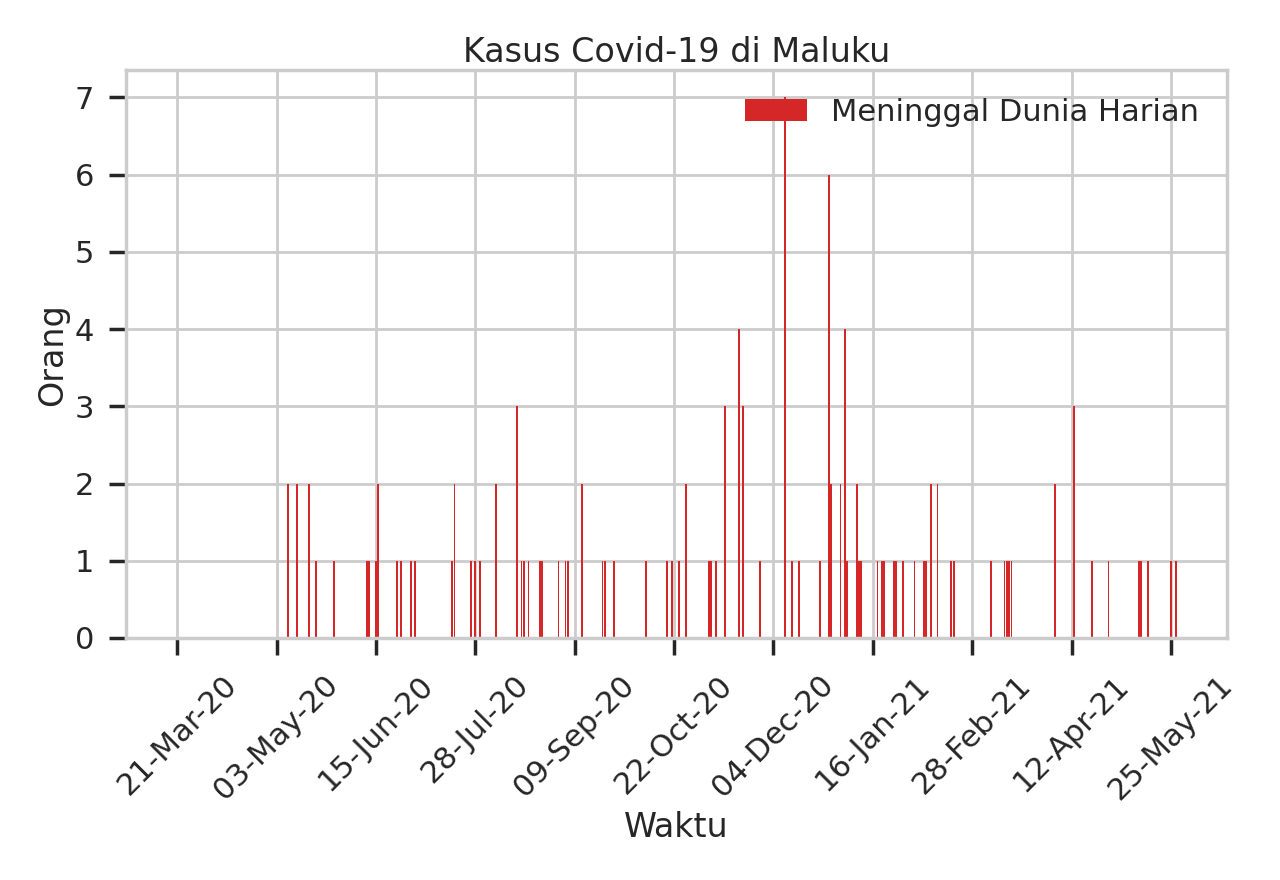 Kasus Covid-19 di Maluku
Meninggal Dunia Harian
7
6
5
4
3
2
1
0
Orang
21-Mar-20
03-May-20
15-Jun-20
28-Jul-20
09-Sep-20
22-Oct-20
04-Dec-20
16-Jan-21
28-Feb-21
12-Apr-21
25-May-21
Waktu